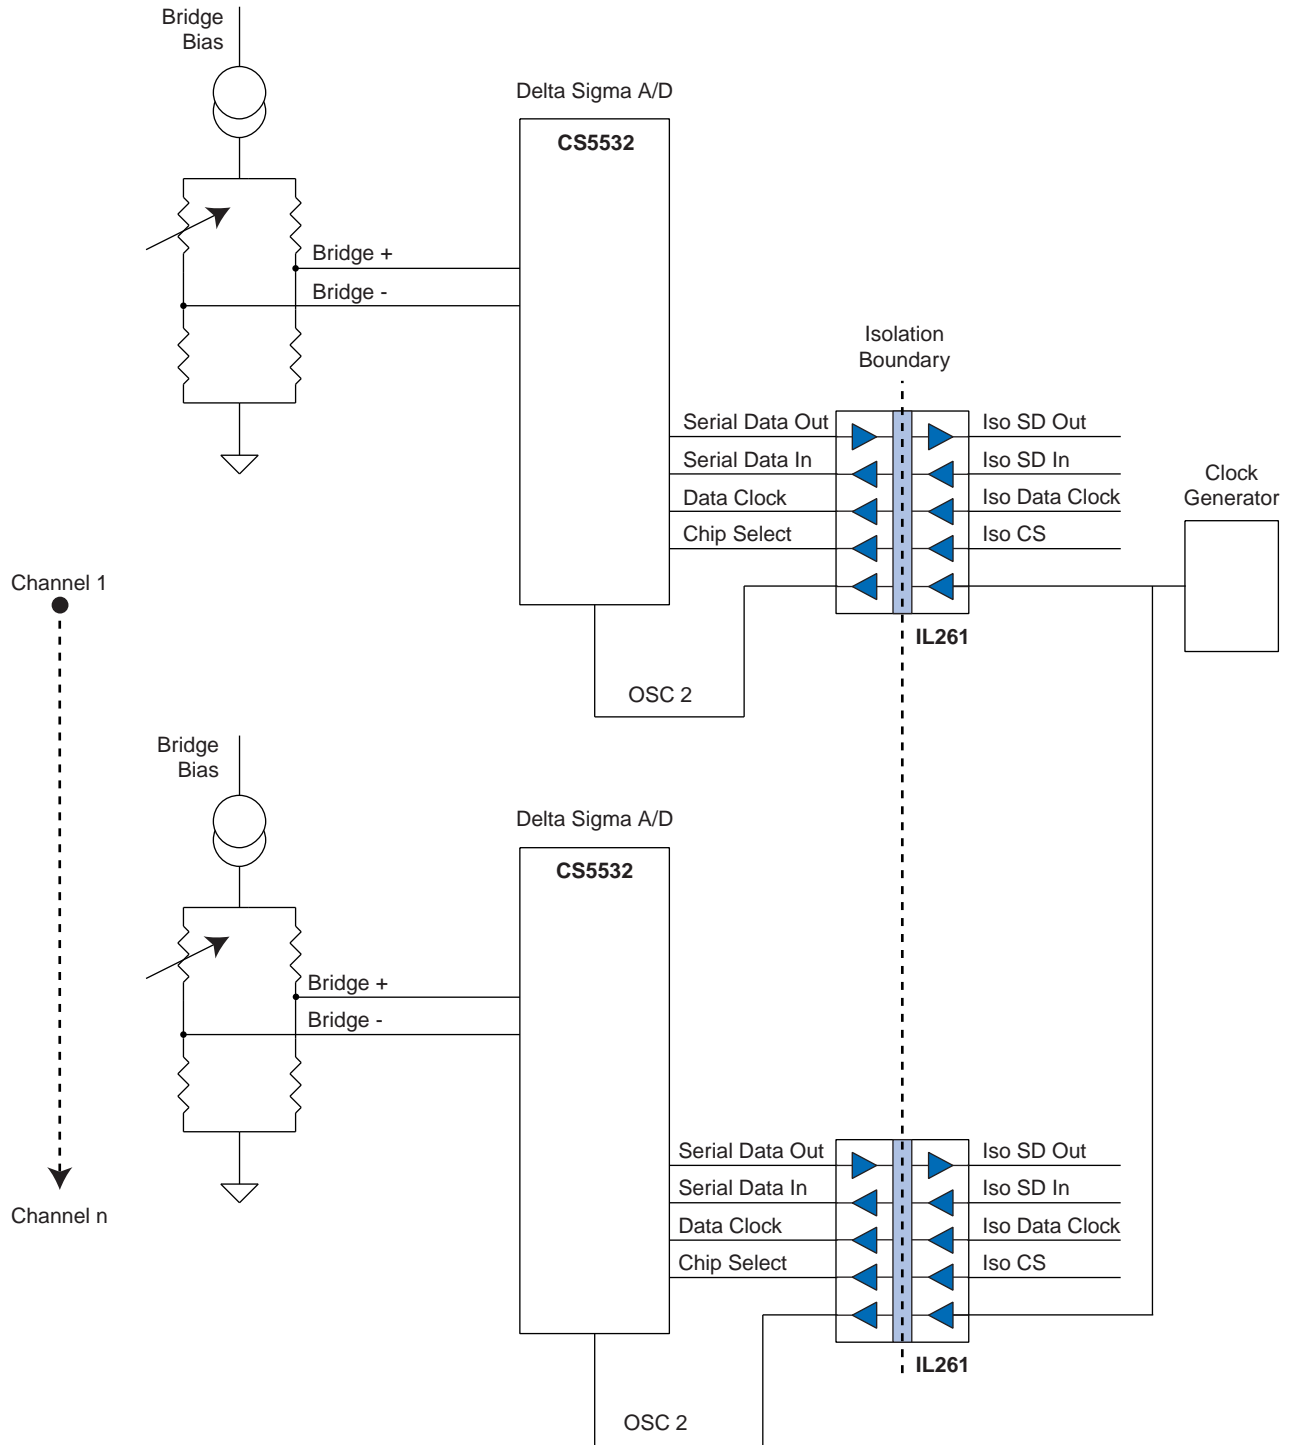 Bridge
Bias
Delta Sigma A/D
CS5532
Bridge +
Bridge -
Isolation
Boundary
Serial Data Out
Iso SD Out
Serial Data In
Iso SD In
Data Clock
Iso Data Clock
Chip Select
Iso CS
Clock
Generator
Channel 1
IL261
OSC 2
Bridge
Bias
Delta Sigma A/D
CS5532
Bridge +
Bridge -
Serial Data Out
Iso SD Out
Serial Data In
Iso SD In
Data Clock
Iso Data Clock
Chip Select
Iso CS
Channel n
IL261
OSC 2